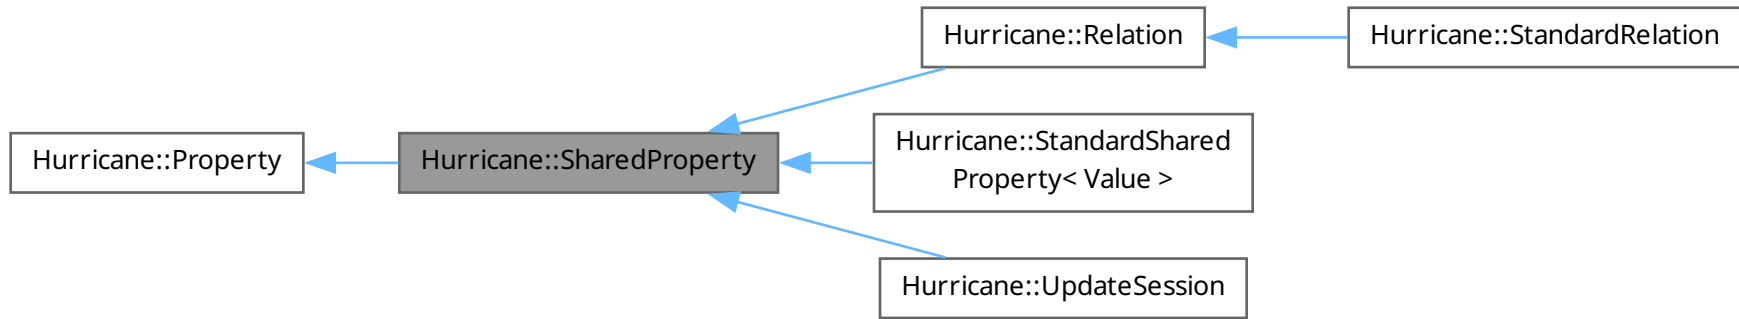 Hurricane::Relation
Hurricane::StandardRelation
Hurricane::StandardShared
Property< Value >
Hurricane::Property
Hurricane::SharedProperty
Hurricane::UpdateSession